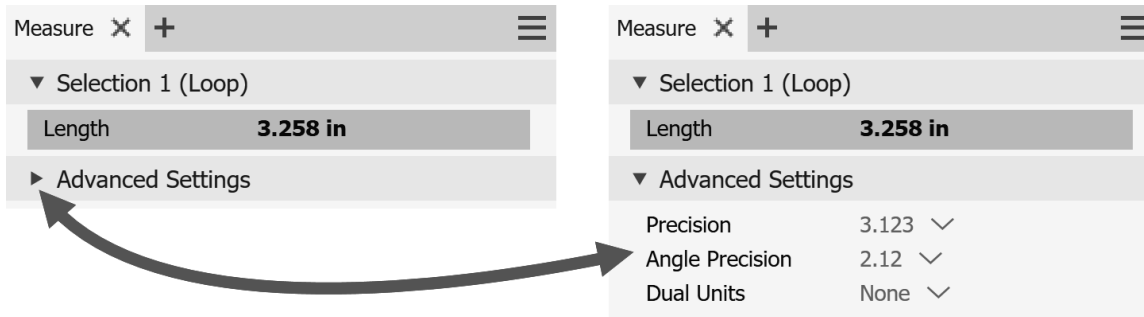 Measure
Selection 1 (Loop)
Length 3.258 in
Advanced Settings
Measure
Selection 1 (Loop)
Length 3.258 in
Advanced Settings
Precision 3.123
Angle Precision 2.12
Dual Units None